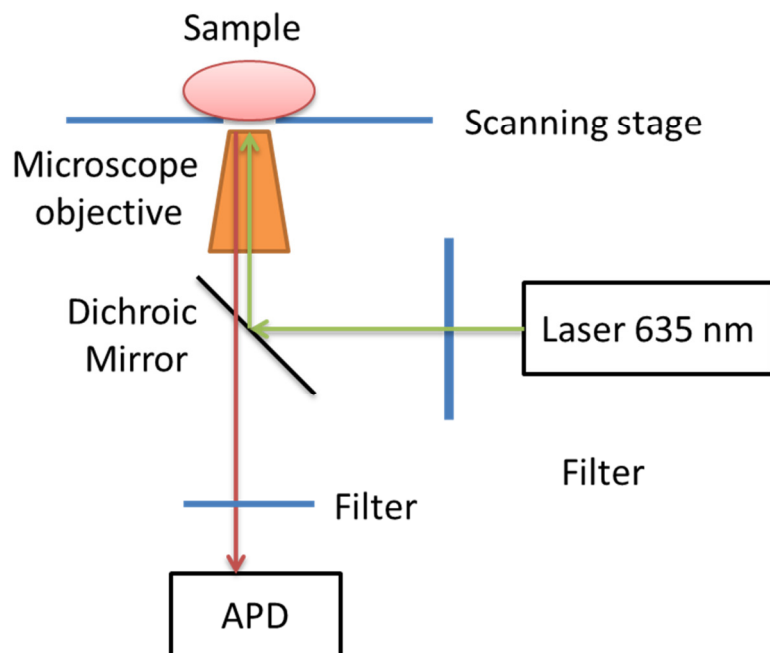 Sample
Scanning stage
Microscope
objective
Dichroic
Mirror
Laser 635 nm
Filter
Filter
APD